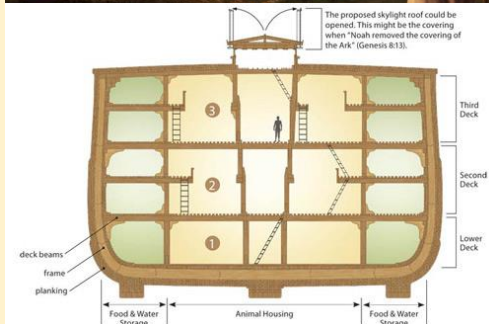 The proposed skylight roof could be
opened. This might be the covering
when "Noah removed the covering of
the Ark" (Genesis 8:13).
3
Third
Deck
2
Second
Deck
1
Lower
Deck
deck beams
frame
planking
Food & Water
Storage
Animal Housing
Food & Water
Storage